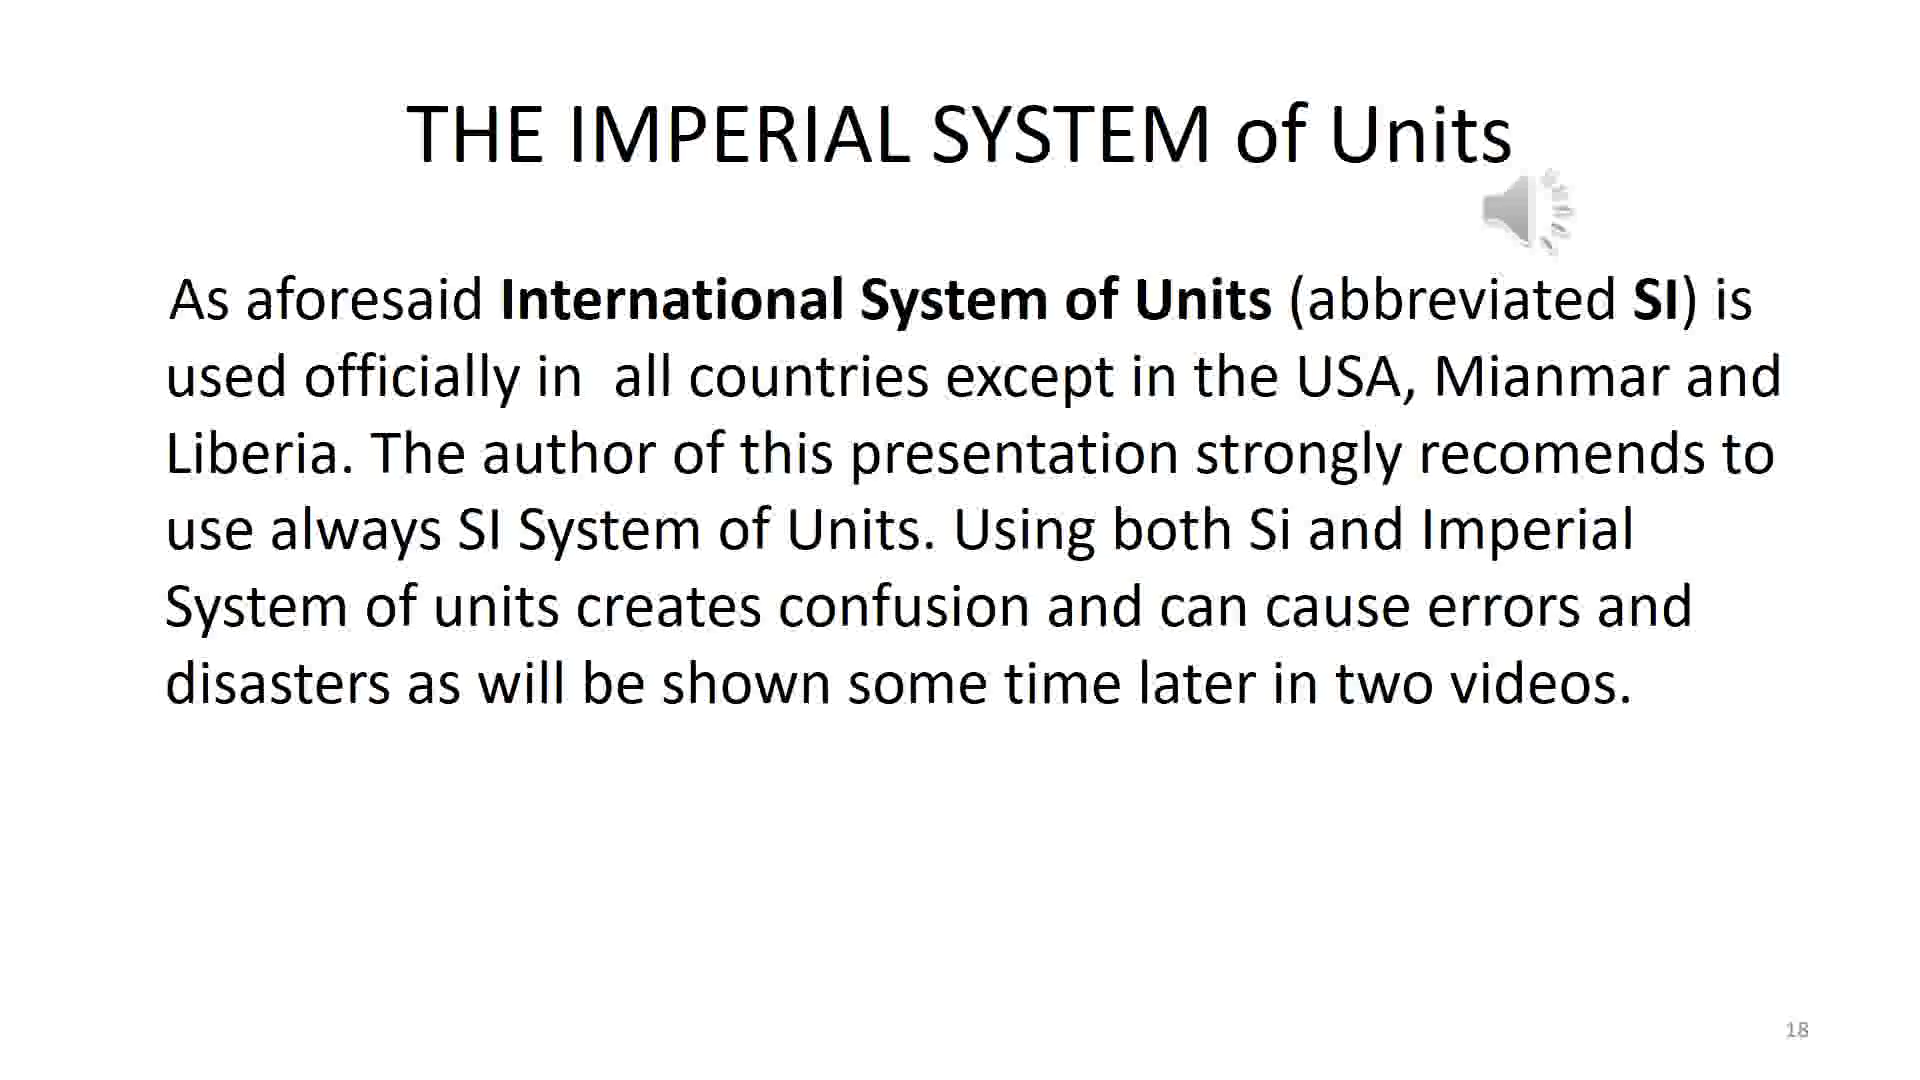 THE IMPERIAL SYSTEM of Units
As aforesaid International System of Units (abbreviated SI) is
used officially in  all countries except in the USA, Mianmar and
Liberia. The author of this presentation strongly recomends to
use always SI System of Units. Using both Si and Imperial
System of units creates confusion and can cause errors and
disasters as will be shown some time later in two videos.
18